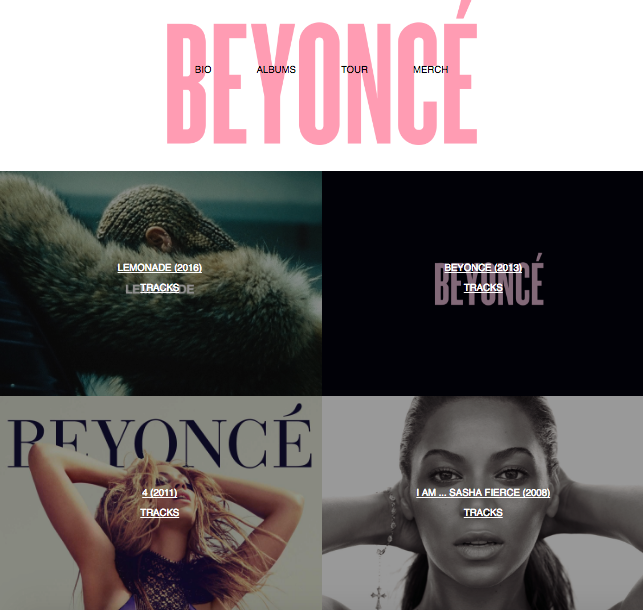 BEYONCÉ
BIO ALBUMS TOUR MERCH
LEMONADE (2016)
LEMONADE
TRACKS
BEYONCÉ (2013)
BEYONCÉ
TRACKS
BEYONCÉ
4 (2011)
TRACKS
I AM ... SASHA FIERCE (2008)
TRACKS